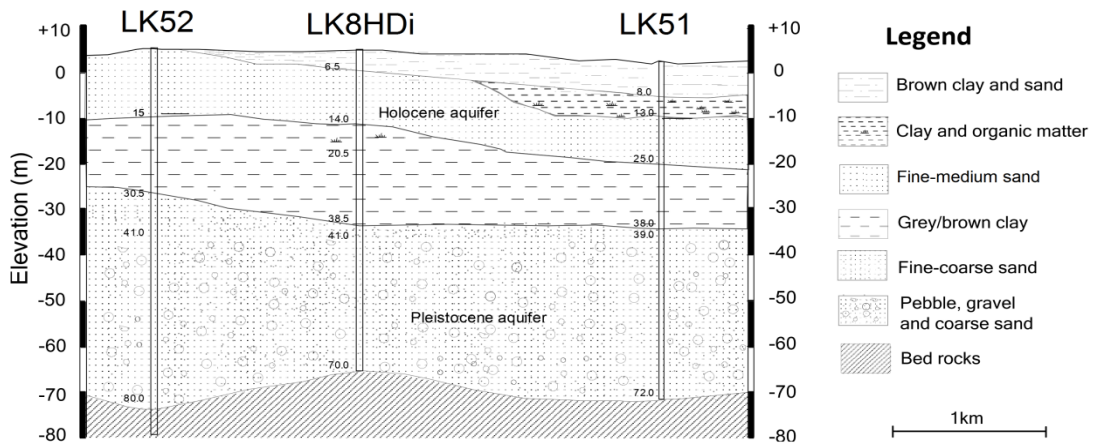 LK52 LK8HDi LK51
+10 +10
0 0
-10 -10
-20 -20
-30 -30
-40 -40
-50 -50
-60 -60
-70 -70
-80 -80
Elevation (m)
15
30.5
41.0
80.0
6.5
14.0
20.5
38.5
41.0
70.0
8.0
13.0
25.0
38.0
39.0
72.0
Holocene aquifer
Pleistocene aquifer
Legend
Brown clay and sand
Clay and organic matter
Fine-medium sand
Grey/brown clay
Fine-coarse sand
Pebble, gravel
and coarse sand
Bed rocks
1km